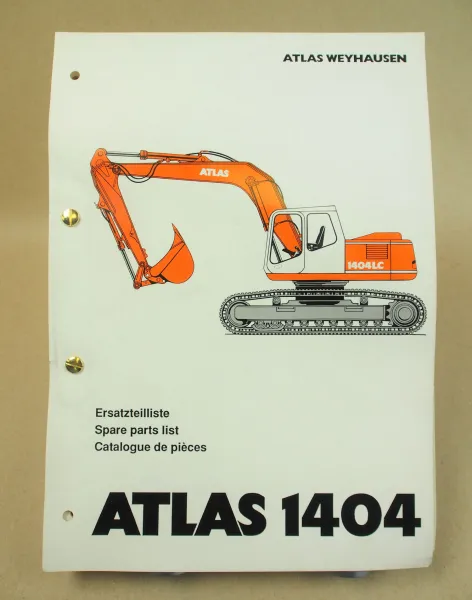 ATLAS WEYHAUSEN
ATLAS
1404LC
Ersatzteilliste
Spare parts list
Catalogue de pièces
ATLAS 1404